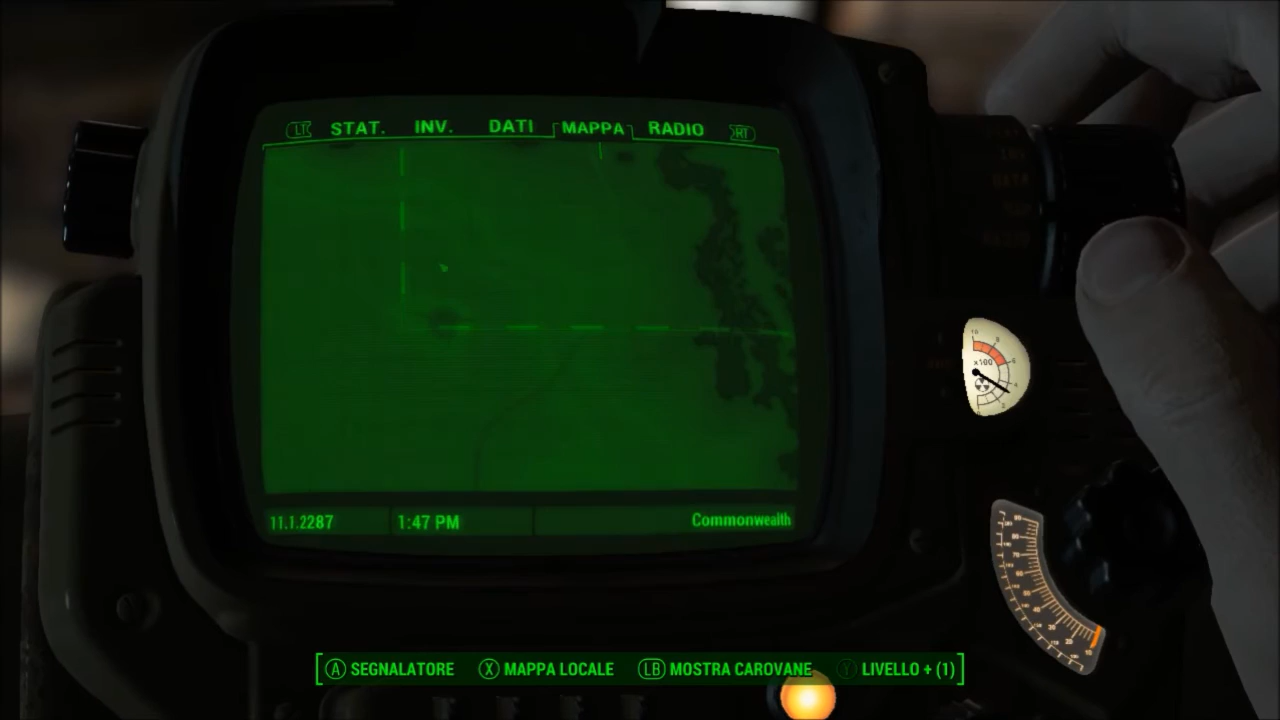 LT STAT. INV. DATI MAPPA RADIO RT
x100
11.1.2287 1:47 PM Commonwealth
A SEGNALATORE X MAPPA LOCALE LB MOSTRA CAROVANE Y LIVELLO + (1)